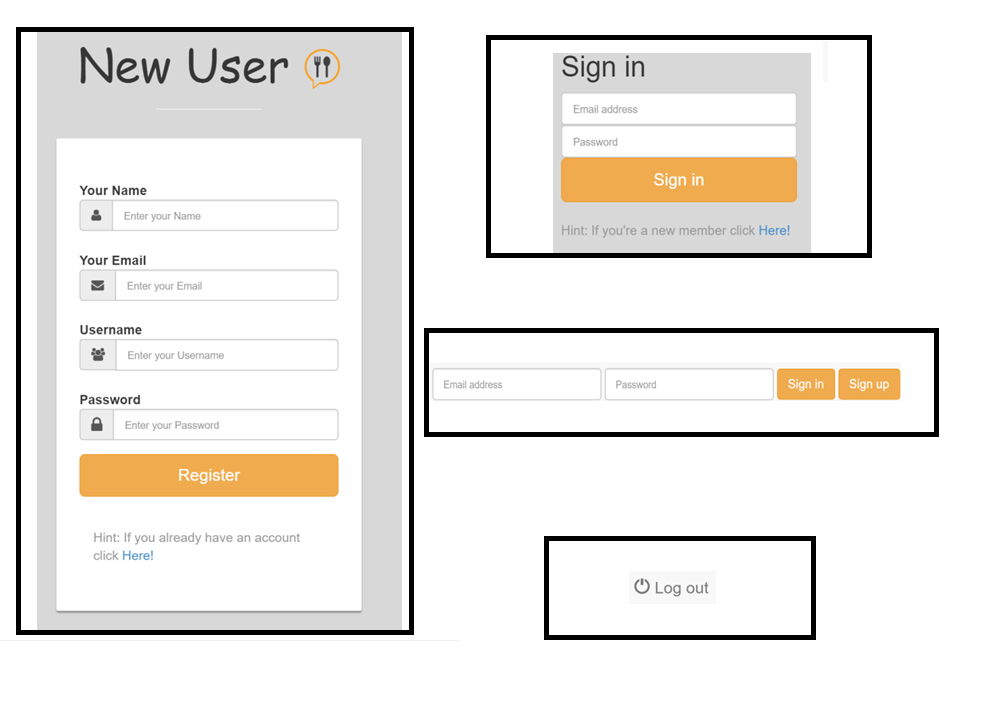 New User
Your Name
Enter your Name
Your Email
Enter your Email
Username
Enter your Username
Password
Enter your Password
Register
Hint: If you already have an account
click Here!
Sign in
Email address
Password
Sign in
Hint: If you're a new member click Here!
Email address Password Sign in Sign up
Log out